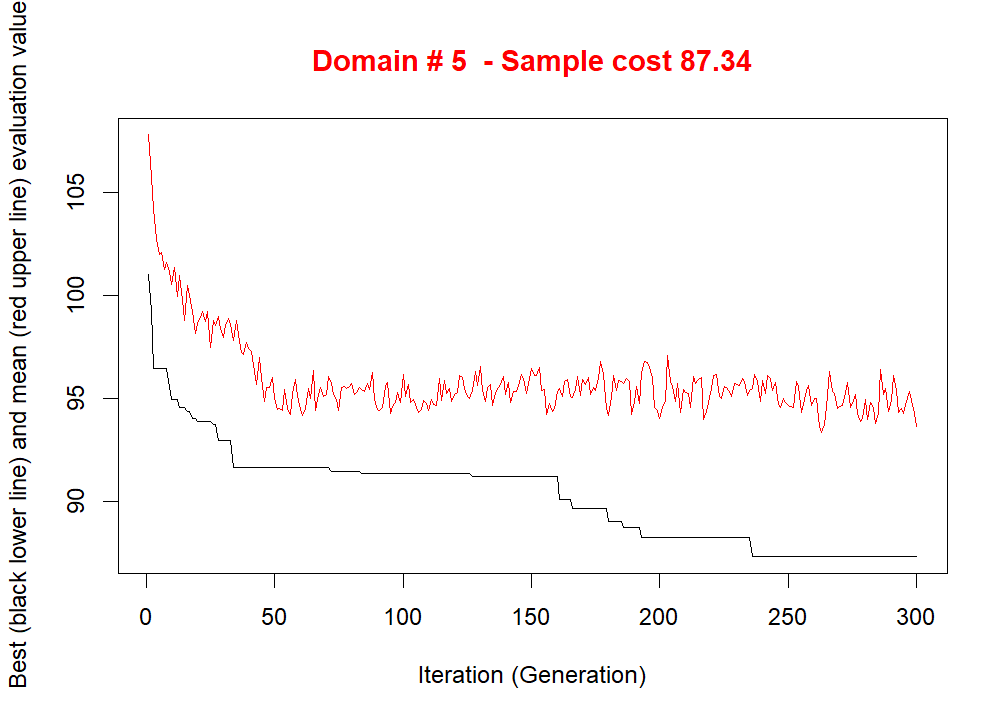 Domain # 5  - Sample cost 87.34
Best (black lower line) and mean (red upper line) evaluation value
105
100
95
90
0 50 100 150 200 250 300
Iteration (Generation)